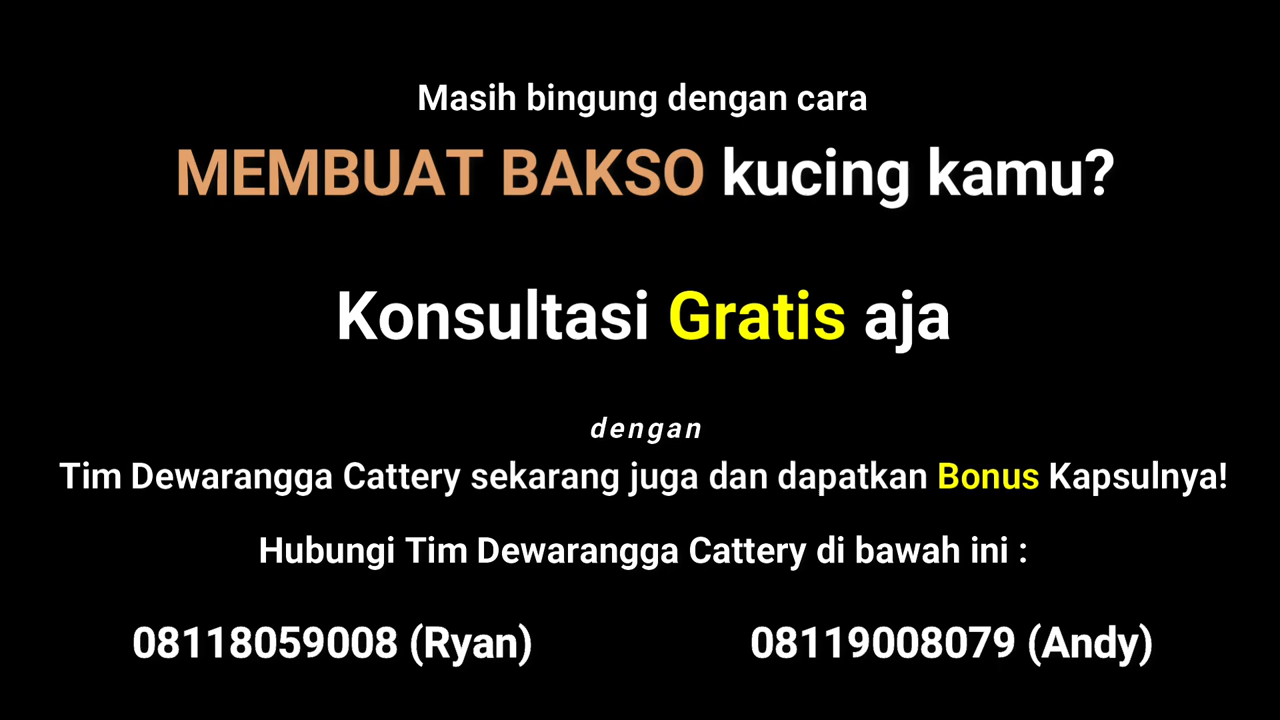 Masih bingung dengan cara
MEMBUAT BAKSO kucing kamu?
Konsultasi Gratis aja
dengan
Tim Dewarangga Cattery sekarang juga dan dapatkan Bonus Kapsulnya!
Hubungi Tim Dewarangga Cattery di bawah ini :
08118059008 (Ryan) 08119008079 (Andy)